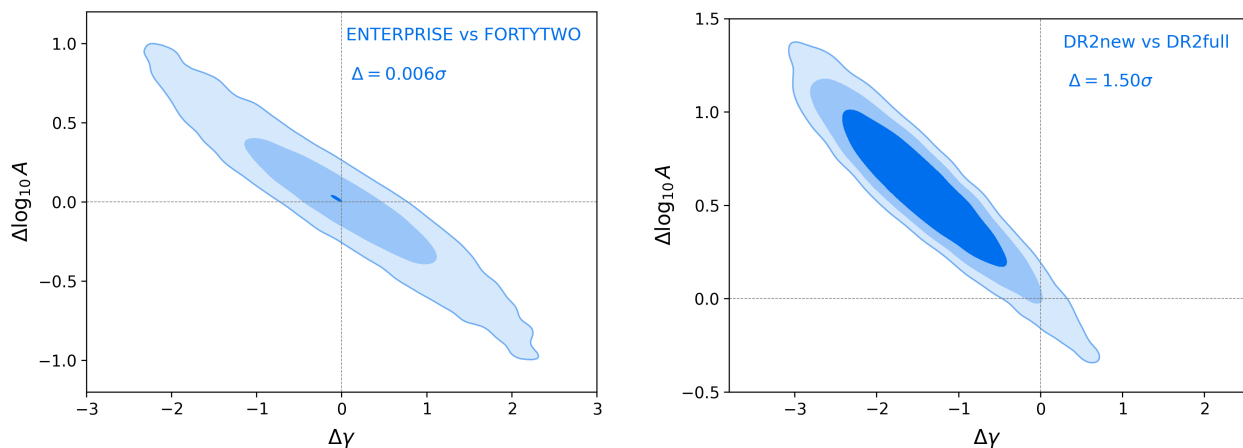 ENTERPRISE vs FORTYTWO
Δ = 0.006σ
1.0
0.5
0.0
−0.5
−1.0
Δlog₁₀ A
−3 −2 −1 0 1 2 3
Δγ
DR2new vs DR2full
Δ = 1.50σ
1.5
1.0
0.5
0.0
−0.5
Δlog₁₀ A
−3 −2 −1 0 1 2
Δγ